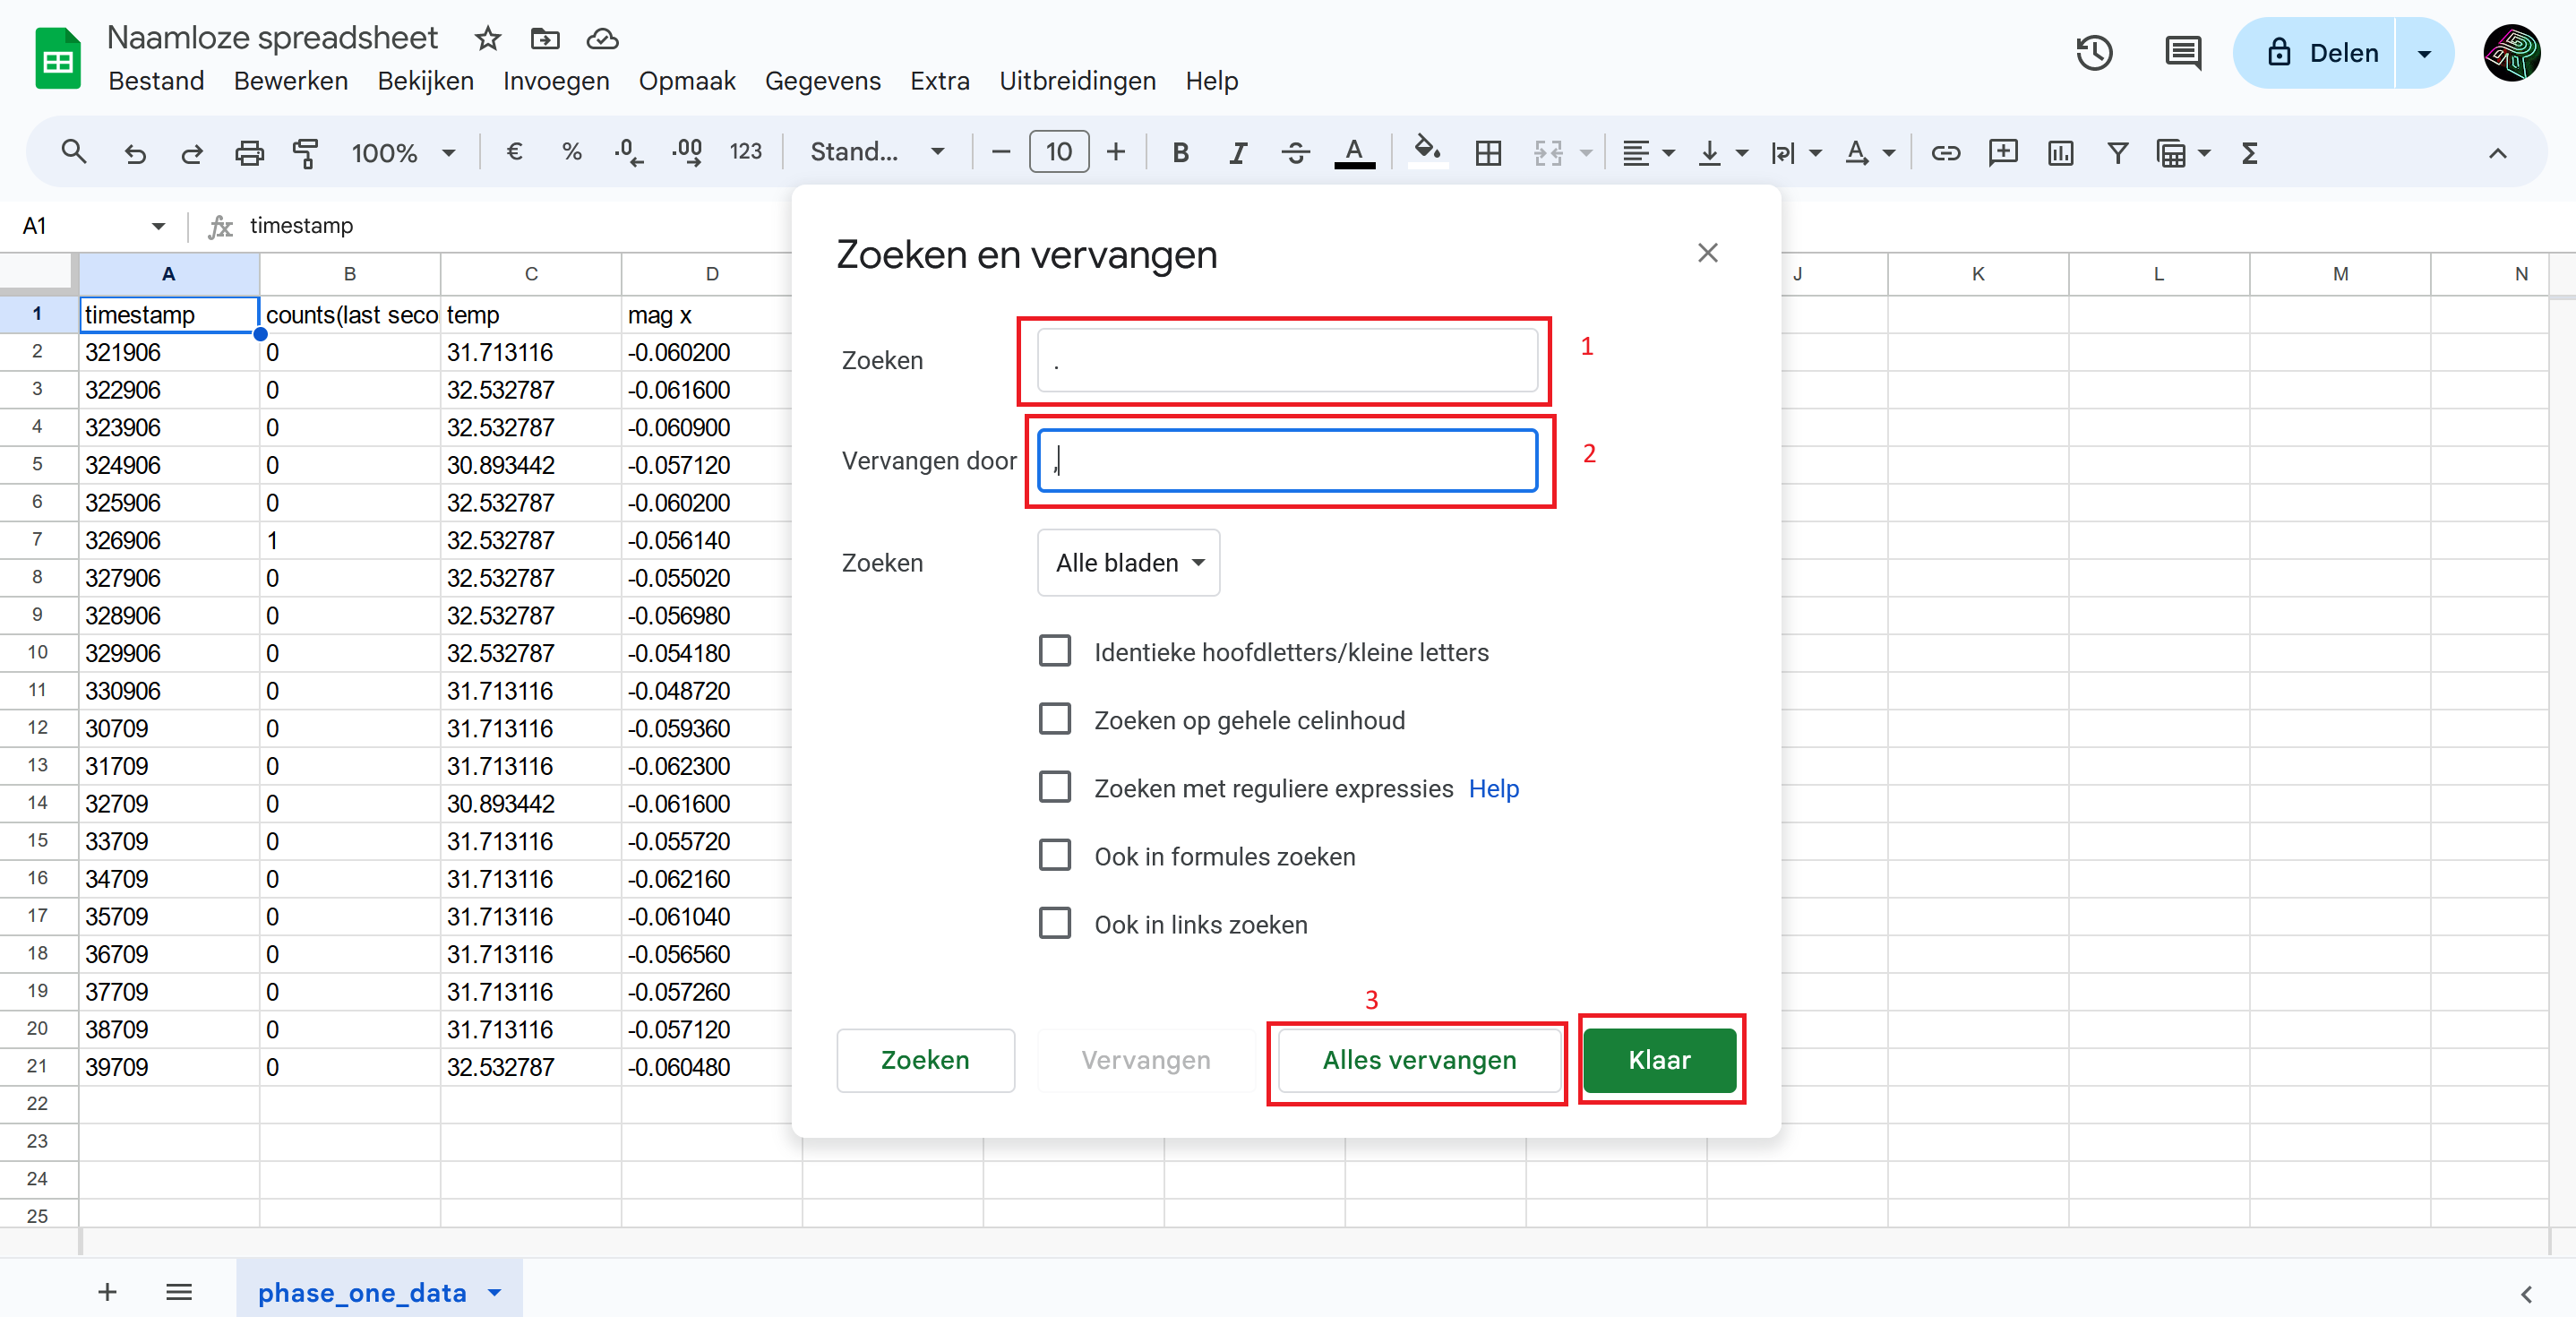 Naamloze spreadsheet
Bestand Bewerken Bekijken Invoegen Opmaak Gegevens Extra Uitbreidingen Help
Delen
100% € % .0 .00 123 Stand... 10 B I A A Σ
A1 fx timestamp
A B C D J K L M N
1 timestamp counts(last seco temp mag x
2 321906 0 31.713116 -0.060200
3 322906 0 32.532787 -0.061600
4 323906 0 32.532787 -0.060900
5 324906 0 30.893442 -0.057120
6 325906 0 32.532787 -0.060200
7 326906 1 32.532787 -0.056140
8 327906 0 32.532787 -0.055020
9 328906 0 32.532787 -0.056980
10 329906 0 32.532787 -0.054180
11 330906 0 31.713116 -0.048720
12 30709 0 31.713116 -0.059360
13 31709 0 31.713116 -0.062300
14 32709 0 30.893442 -0.061600
15 33709 0 31.713116 -0.055720
16 34709 0 31.713116 -0.062160
17 35709 0 31.713116 -0.061040
18 36709 0 31.713116 -0.056560
19 37709 0 31.713116 -0.057260
20 38709 0 31.713116 -0.057120
21 39709 0 32.532787 -0.060480
22
23
24
25
Zoeken en vervangen
Zoeken . 1
Vervangen door , 2
Zoeken Alle bladen
Identieke hoofdletters/kleine letters
Zoeken op gehele celinhoud
Zoeken met reguliere expressies Help
Ook in formules zoeken
Ook in links zoeken
3
Zoeken Vervangen Alles vervangen Klaar
phase_one_data